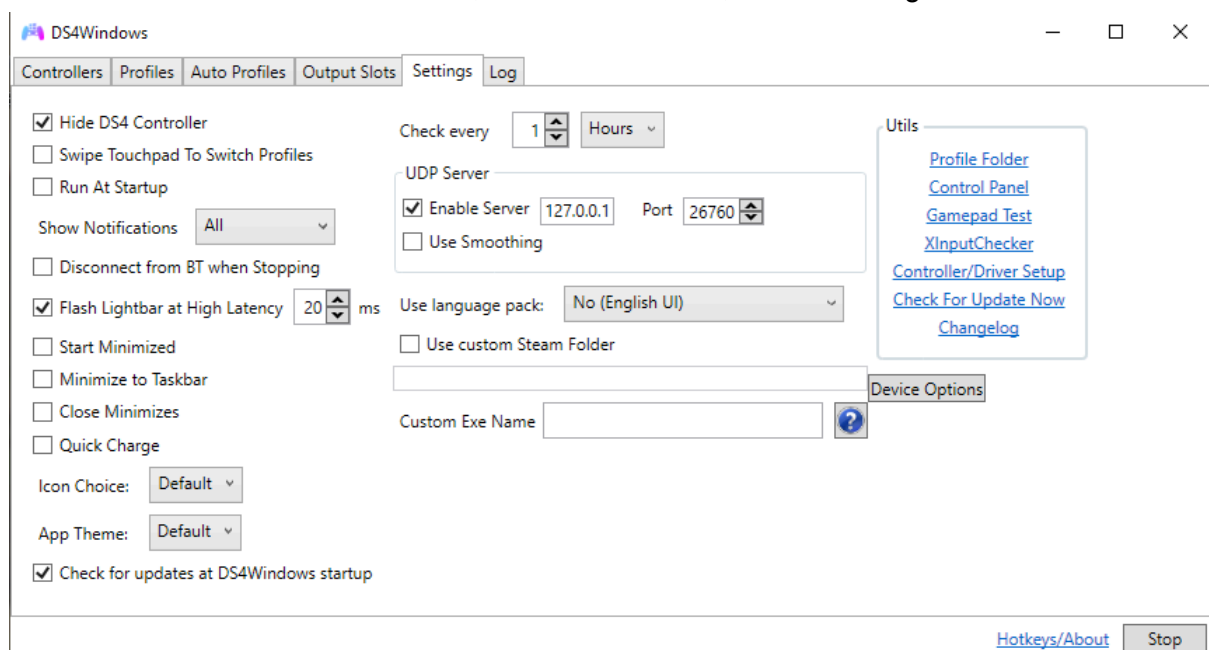 DS4Windows
Controllers Profiles Auto Profiles Output Slots Settings Log
Hide DS4 Controller
Swipe Touchpad To Switch Profiles
Run At Startup
Show Notifications All
Disconnect from BT when Stopping
Flash Lightbar at High Latency 20 ms
Start Minimized
Minimize to Taskbar
Close Minimizes
Quick Charge
Icon Choice: Default
App Theme: Default
Check for updates at DS4Windows startup
Check every 1 Hours
UDP Server
Enable Server 127.0.0.1 Port 26760
Use Smoothing
Use language pack: No (English UI)
Use custom Steam Folder
Custom Exe Name
Utils
Profile Folder
Control Panel
Gamepad Test
XInputChecker
Controller/Driver Setup
Check For Update Now
Changelog
Device Options
Hotkeys/About Stop